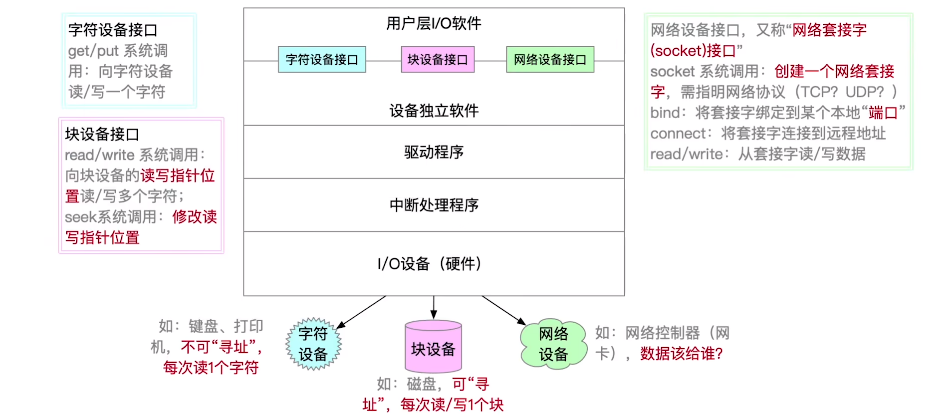 字符设备接口
get/put 系统调
用：向字符设备
读/写一个字符
块设备接口
read/write 系统调用：
向块设备的读写指针位
置读/写多个字符；
seek系统调用：修改读
写指针位置
用户层I/O软件
字符设备接口
块设备接口
网络设备接口
设备独立软件
驱动程序
中断处理程序
I/O设备（硬件）
网络设备接口，又称“网络套接字
(socket)接口”
socket 系统调用：创建一个网络套接
字，需指明网络协议（TCP？UDP？）
bind：将套接字绑定到某个本地“端口”
connect：将套接字连接到远程地址
read/write：从套接字读/写数据
如：键盘、打印
机，不可“寻址”，
每次读1个字符
字符
设备
块设备
如：磁盘，可“寻
址”，每次读/写1个块
网络
设备
如：网络控制器（网
卡），数据该给谁？